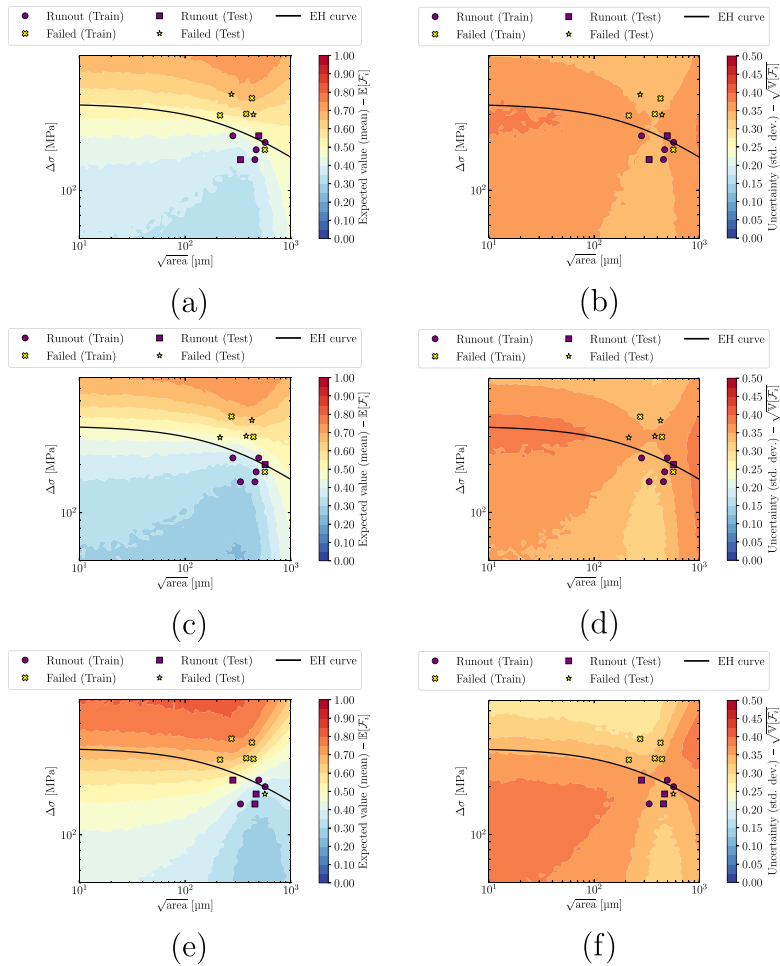 Runout (Train) Runout (Test) EH curve
Failed (Train) Failed (Test)
Δσ [MPa]
10²
10¹ 10² 10³
√area [µm]
1.00
0.90
0.80
0.70
0.60
0.50
0.40
0.30
0.20
0.10
0.00
Expected value (mean) − 𝔼[ℱᵢ]
(a)
Runout (Train) Runout (Test) EH curve
Failed (Train) Failed (Test)
Δσ [MPa]
10²
10¹ 10² 10³
√area [µm]
0.50
0.45
0.40
0.35
0.30
0.25
0.20
0.15
0.10
0.05
0.00
Uncertainty (std. dev.) − √𝕍[ℱᵢ]
(b)
Runout (Train) Runout (Test) EH curve
Failed (Train) Failed (Test)
Δσ [MPa]
10²
10¹ 10² 10³
√area [µm]
1.00
0.90
0.80
0.70
0.60
0.50
0.40
0.30
0.20
0.10
0.00
Expected value (mean) − 𝔼[ℱᵢ]
(c)
Runout (Train) Runout (Test) EH curve
Failed (Train) Failed (Test)
Δσ [MPa]
10²
10¹ 10² 10³
√area [µm]
0.50
0.45
0.40
0.35
0.30
0.25
0.20
0.15
0.10
0.05
0.00
Uncertainty (std. dev.) − √𝕍[ℱᵢ]
(d)
Runout (Train) Runout (Test) EH curve
Failed (Train) Failed (Test)
Δσ [MPa]
10²
10¹ 10² 10³
√area [µm]
1.00
0.90
0.80
0.70
0.60
0.50
0.40
0.30
0.20
0.10
0.00
Expected value (mean) − 𝔼[ℱᵢ]
(e)
Runout (Train) Runout (Test) EH curve
Failed (Train) Failed (Test)
Δσ [MPa]
10²
10¹ 10² 10³
√area [µm]
0.50
0.45
0.40
0.35
0.30
0.25
0.20
0.15
0.10
0.05
0.00
Uncertainty (std. dev.) − √𝕍[ℱᵢ]
(f)